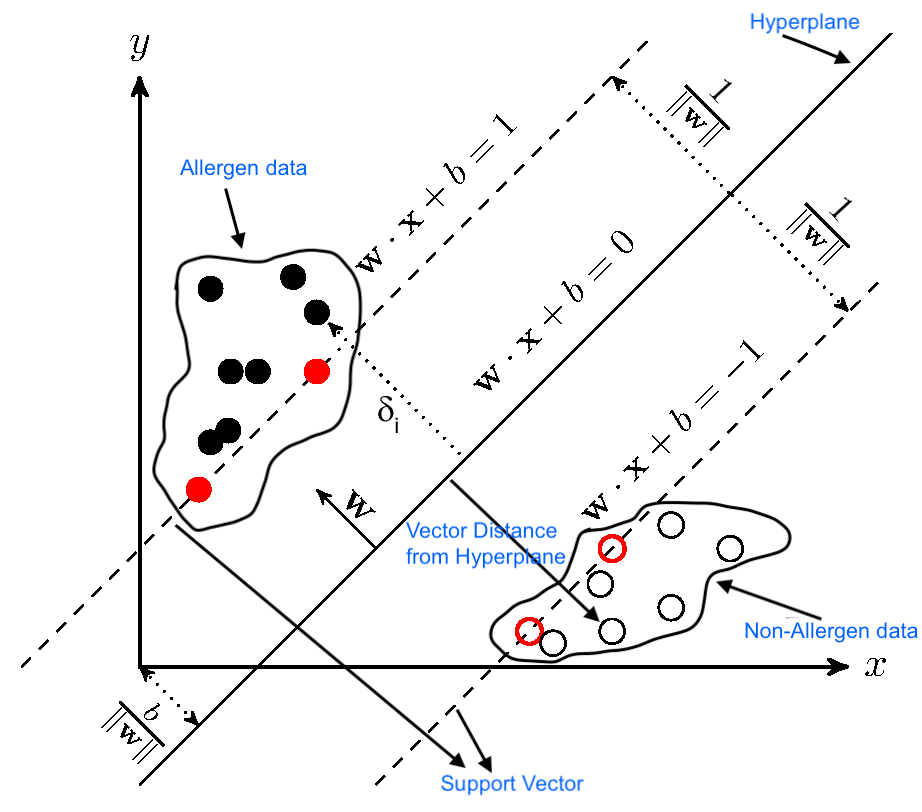 Hyperplane
y
1
‖w‖
Allergen data
w · x + b = 1
1
‖w‖
w · x + b = 0
δi
w · x + b = −1
w
Vector Distance
from Hyperplane
Non-Allergen data
x
b
‖w‖
Support Vector